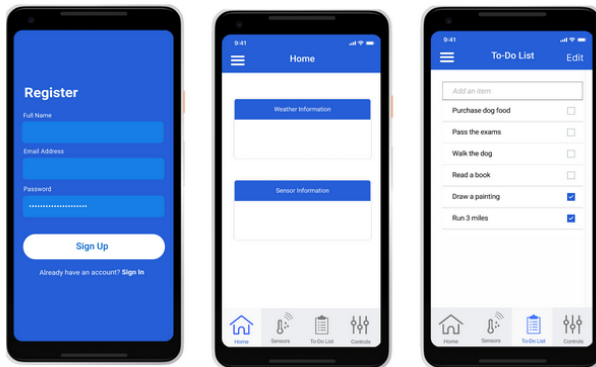 Register
Full Name
Email Address
Password
Sign Up
Already have an account? Sign In
9:41
Home
Weather Information
Sensor Information
Home
Sensors
To-Do List
Controls
9:41
To-Do List
Edit
Add an item
Purchase dog food
Pass the exams
Walk the dog
Read a book
Draw a painting
Run 3 miles
Home
Sensors
To-Do List
Controls